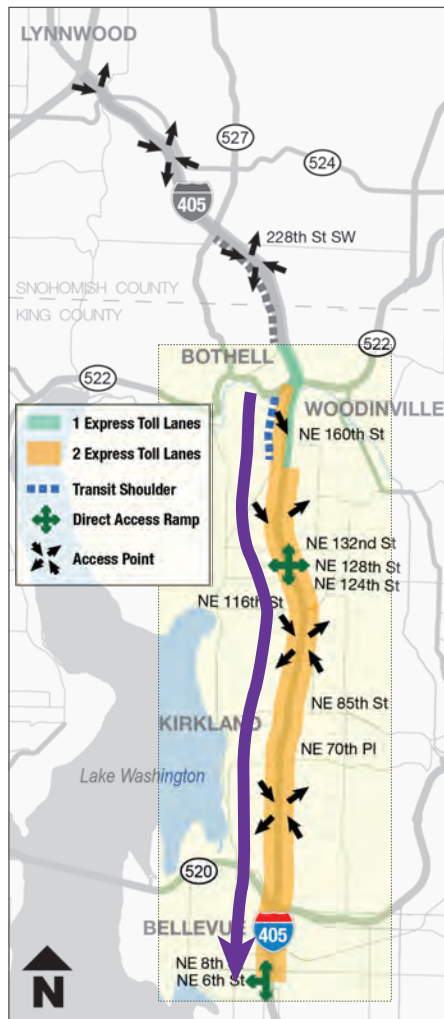 LYNNWOOD
527
524
405
228th St SW
SNOHOMISH COUNTY
KING COUNTY
BOTHELL
522
522
WOODINVILLE
1 Express Toll Lanes
2 Express Toll Lanes
Transit Shoulder
Direct Access Ramp
Access Point
NE 160th St
NE 132nd St
NE 128th St
NE 124th St
NE 116th St
NE 85th St
KIRKLAND
NE 70th Pl
Lake Washington
520
BELLEVUE
405
NE 8th St
NE 6th St
N